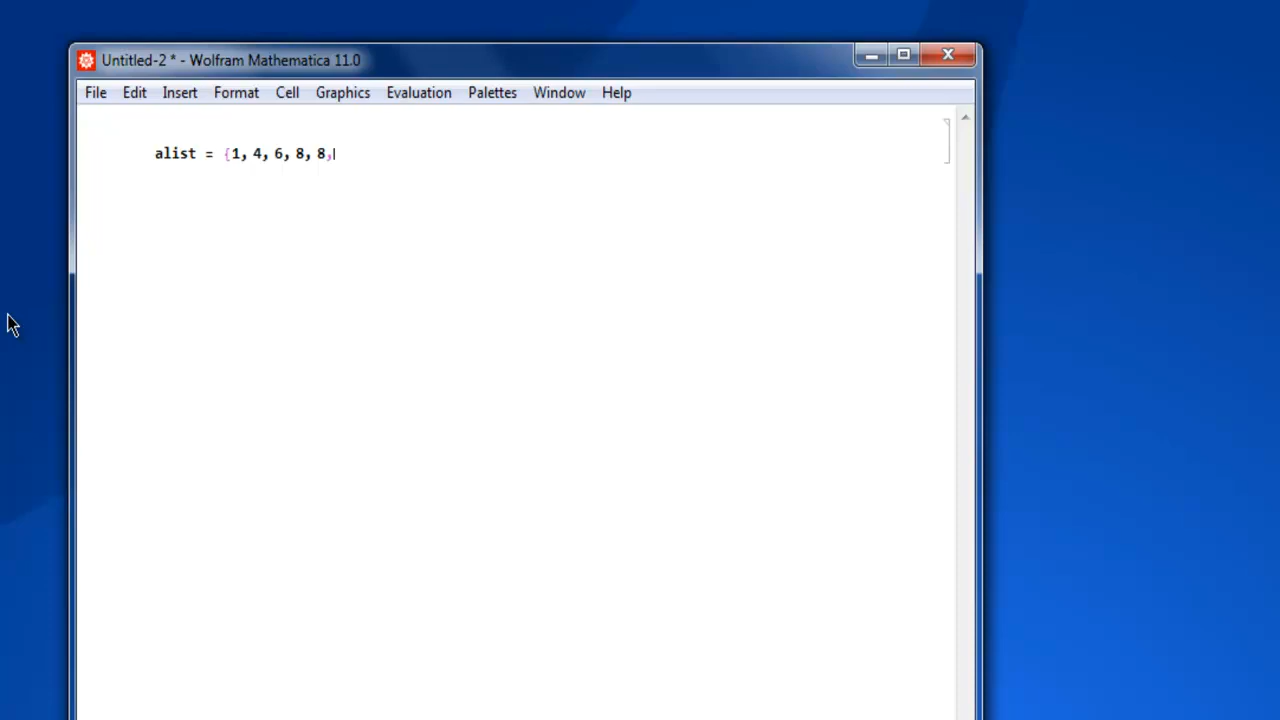 Untitled-2 * - Wolfram Mathematica 11.0
File Edit Insert Format Cell Graphics Evaluation Palettes Window Help
alist = {1, 4, 6, 8, 8,